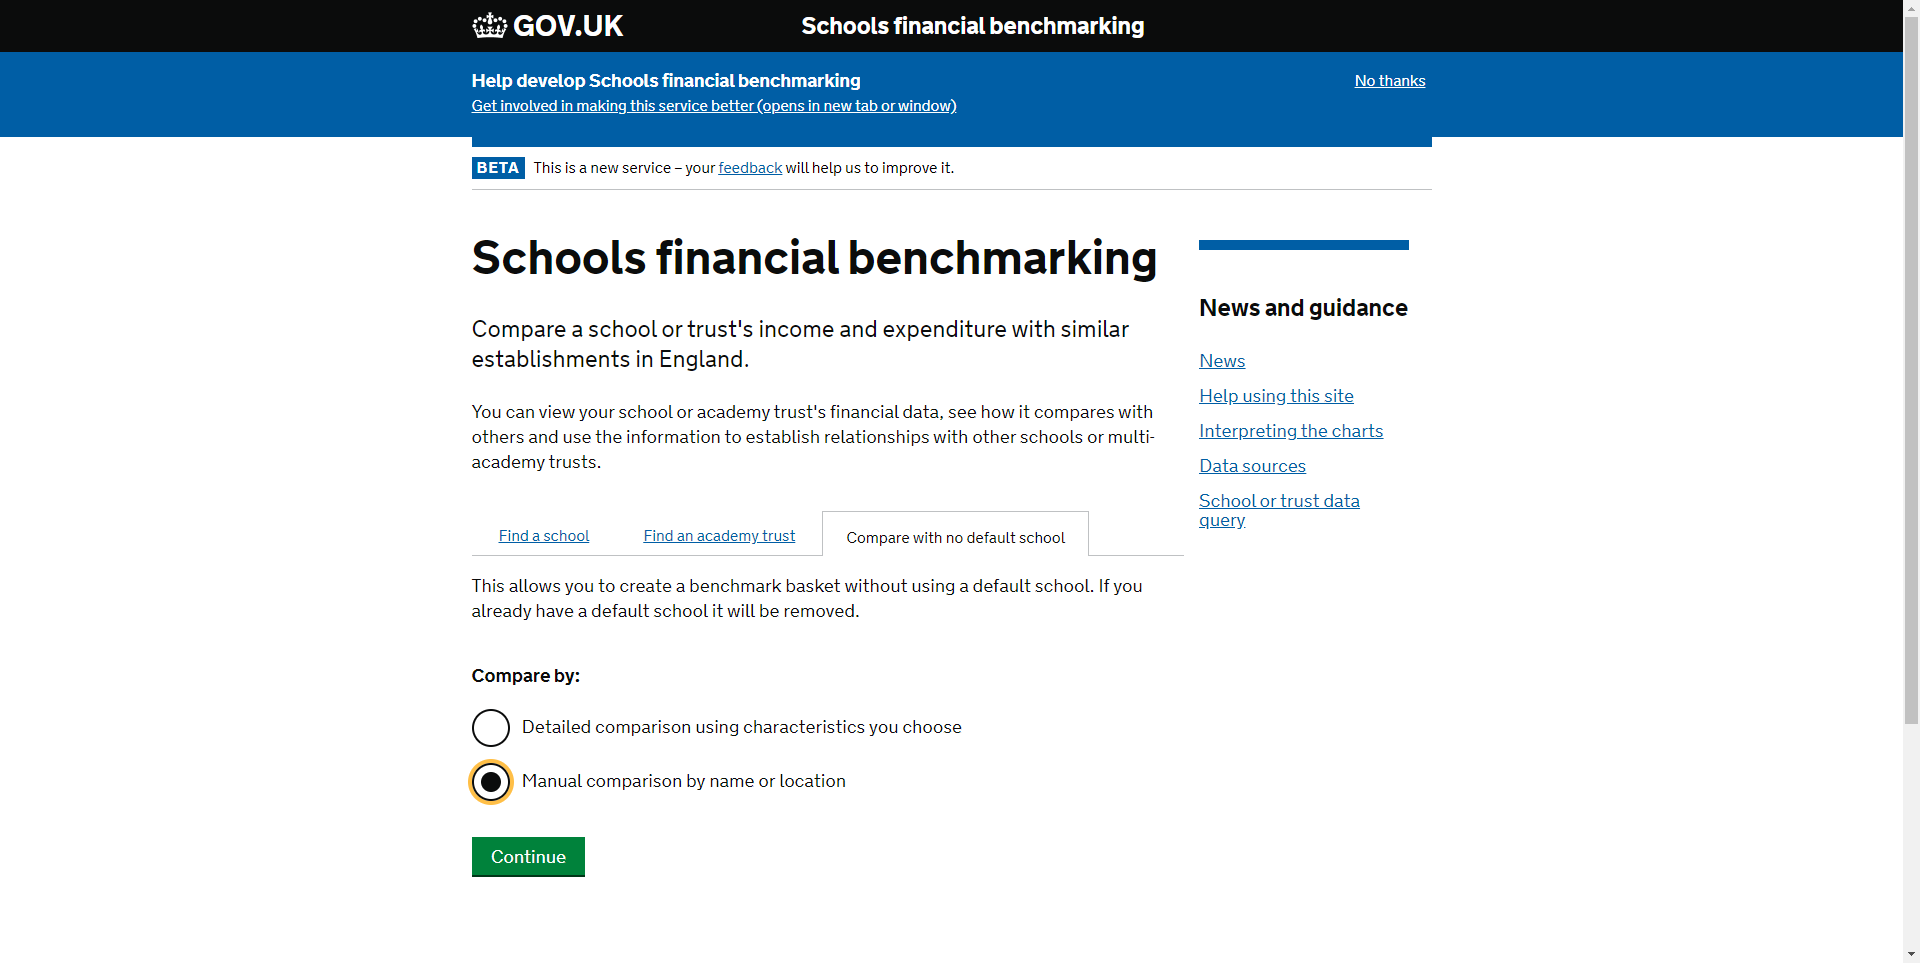 GOV.UK
Schools financial benchmarking
Help develop Schools financial benchmarking
No thanks
Get involved in making this service better (opens in new tab or window)
BETA This is a new service – your feedback will help us to improve it.
Schools financial benchmarking
Compare a school or trust's income and expenditure with similar
establishments in England.
You can view your school or academy trust's financial data, see how it compares with
others and use the information to establish relationships with other schools or multi-
academy trusts.
Find a school
Find an academy trust
Compare with no default school
This allows you to create a benchmark basket without using a default school. If you
already have a default school it will be removed.
Compare by:
Detailed comparison using characteristics you choose
Manual comparison by name or location
Continue
News and guidance
News
Help using this site
Interpreting the charts
Data sources
School or trust data
query